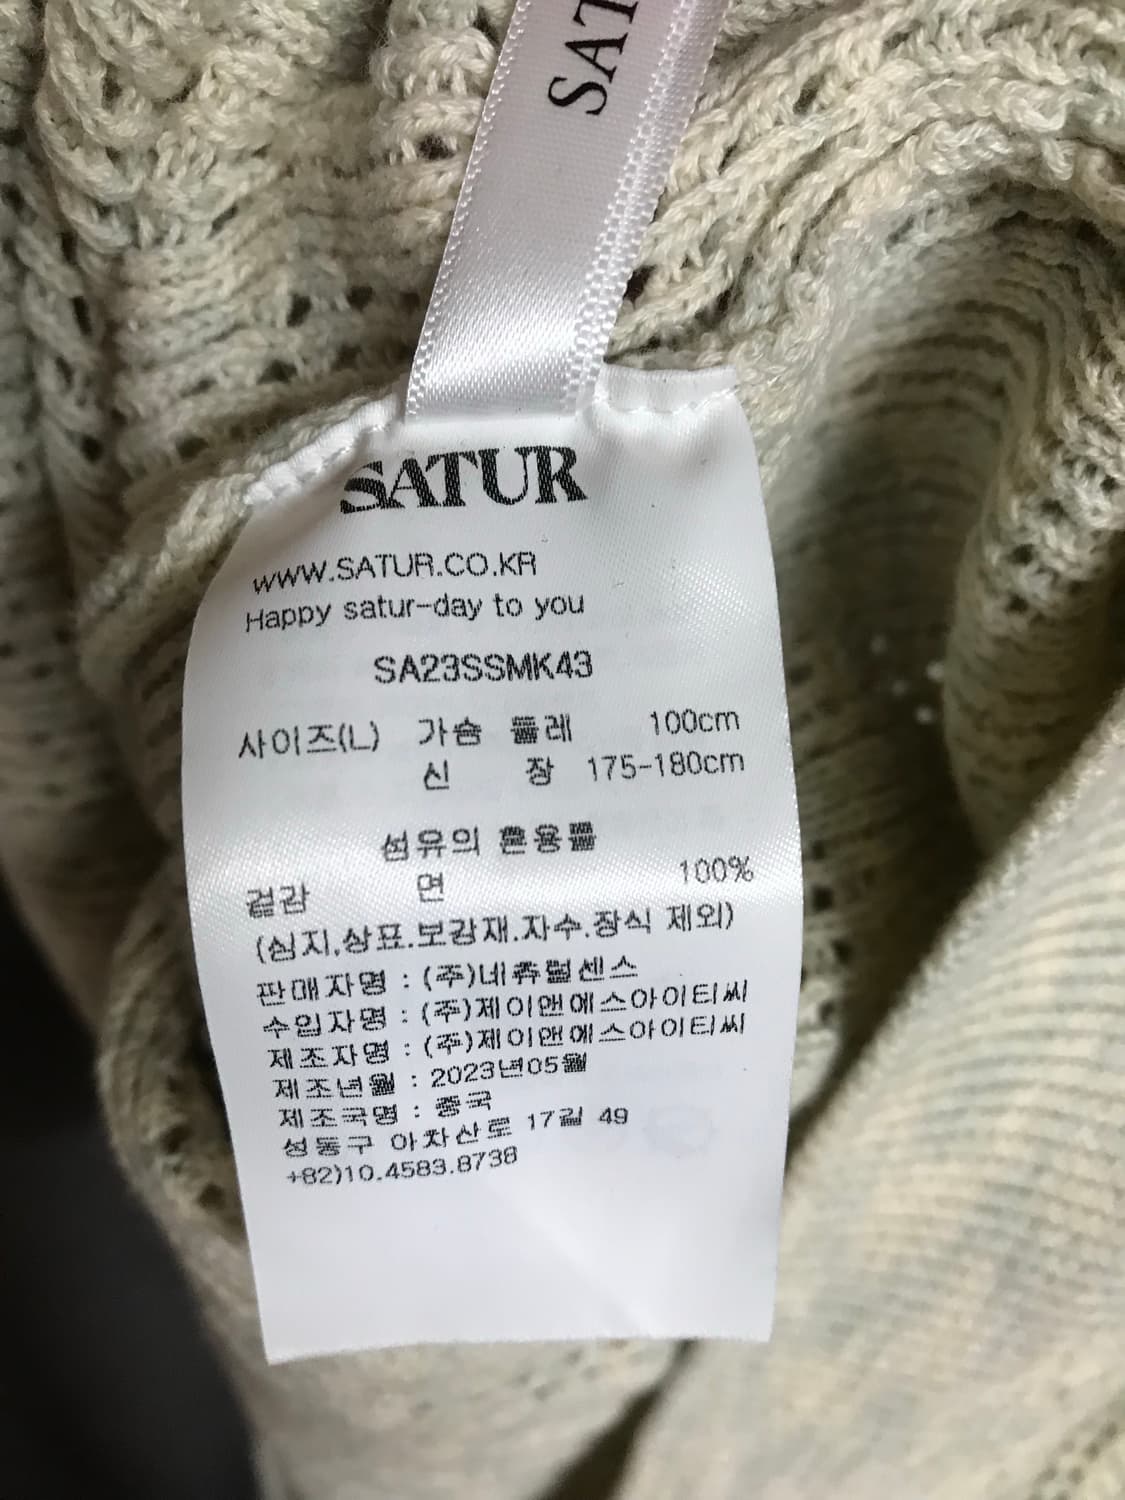 SAT
SATUR
WWW.SATUR.CO.KR
Happy satur-day to you
SA23SSMK43
사이즈(L) 가슴 둘레 100cm
신 장 175-180cm
섬유의 혼용률
겉감 면 100%
(심지,상표.보강재.자수.장식 제외)
판매자명 : (주)네츄럴센스
수입자명 : (주)제이앤에스아이티씨
제조자명 : (주)제이앤에스아이티씨
제조년월 : 2023년05월
제조국명 : 중국
성동구 아차산로 17길 49
+82)10.4583.8738